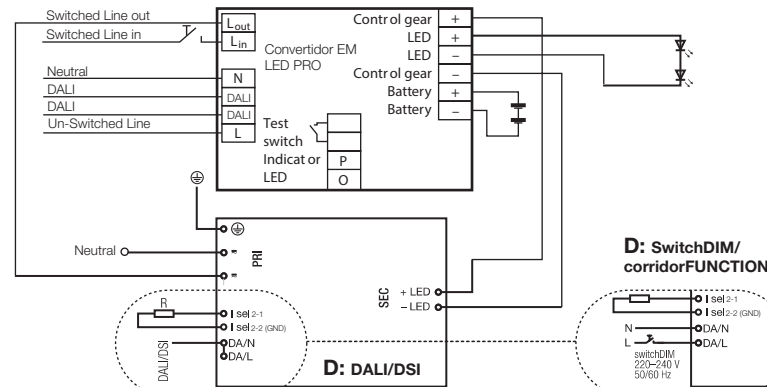 Switched Line out
Switched Line in
Neutral
DALI
DALI
Un-Switched Line
Lout
Lin
N
DALI
DALI
L
Convertidor EM
LED PRO
Test
switch
Indicator
LED
P
O
Control gear +
LED +
LED –
Control gear –
Battery +
Battery –
Neutral
PRI
SEC
+ LED
– LED
R
I sel 2-1
I sel 2-2 (GND)
DA/N
DA/L
DALI/DSI
D: DALI/DSI
D: SwitchDIM/
corridorFUNCTION
I sel 2-1
I sel 2-2 (GND)
N
DA/N
L
DA/L
switchDIM
220–240 V
50/60 Hz